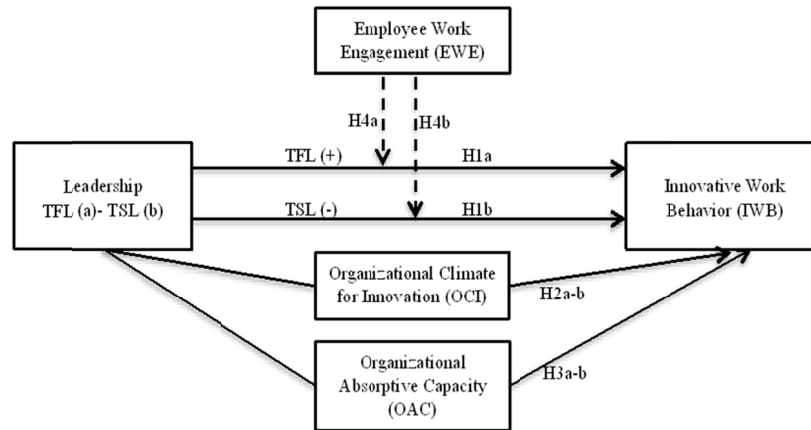 Employee Work
Engagement (EWE)
H4a
H4b
TFL (+)
H1a
Leadership
TFL (a)- TSL (b)
Innovative Work
Behavior (IWB)
TSL (-)
H1b
Organizational Climate
for Innovation (OCI)
H2a-b
Organizational
Absorptive Capacity
(OAC)
H3a-b